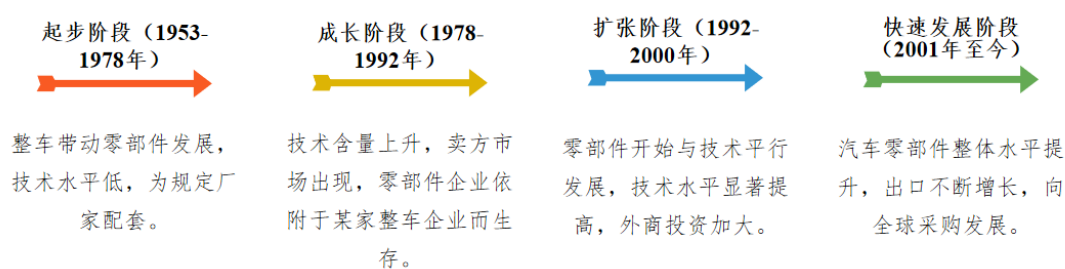 起步阶段（1953-
1978年）
整车带动零部件发展，
技术水平低，为规定厂
家配套。
成长阶段（1978-
1992年）
技术含量上升，卖方市
场出现，零部件企业依
附于某家整车企业而生
存。
扩张阶段（1992-
2000年）
零部件开始与技术平行
发展，技术水平显著提
高，外商投资加大。
快速发展阶段
（2001年至今）
汽车零部件整体水平提
升，出口不断增长，向
全球采购发展。